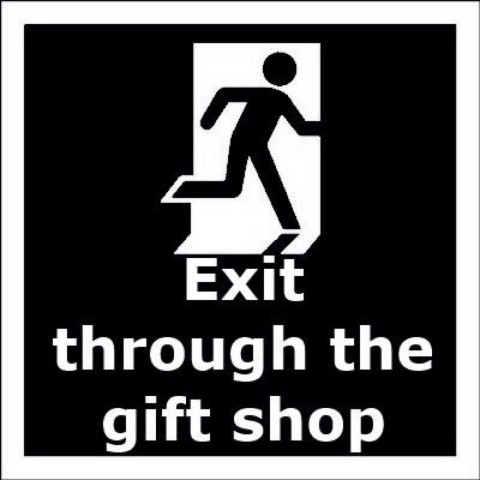 Exit
through the
gift shop